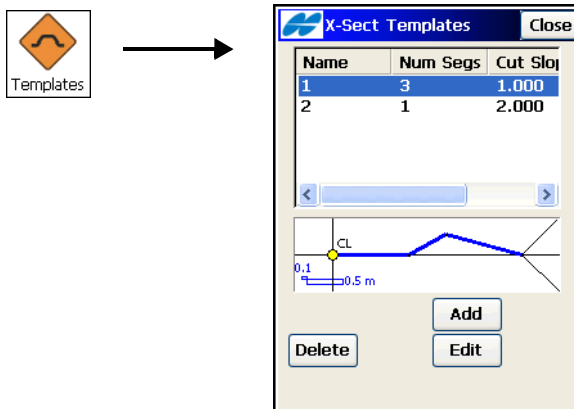 Templates
X-Sect Templates Close
Name Num Segs Cut Slo
1 3 1.000
2 1 2.000
CL
0.1
0.5 m
Add
Delete Edit